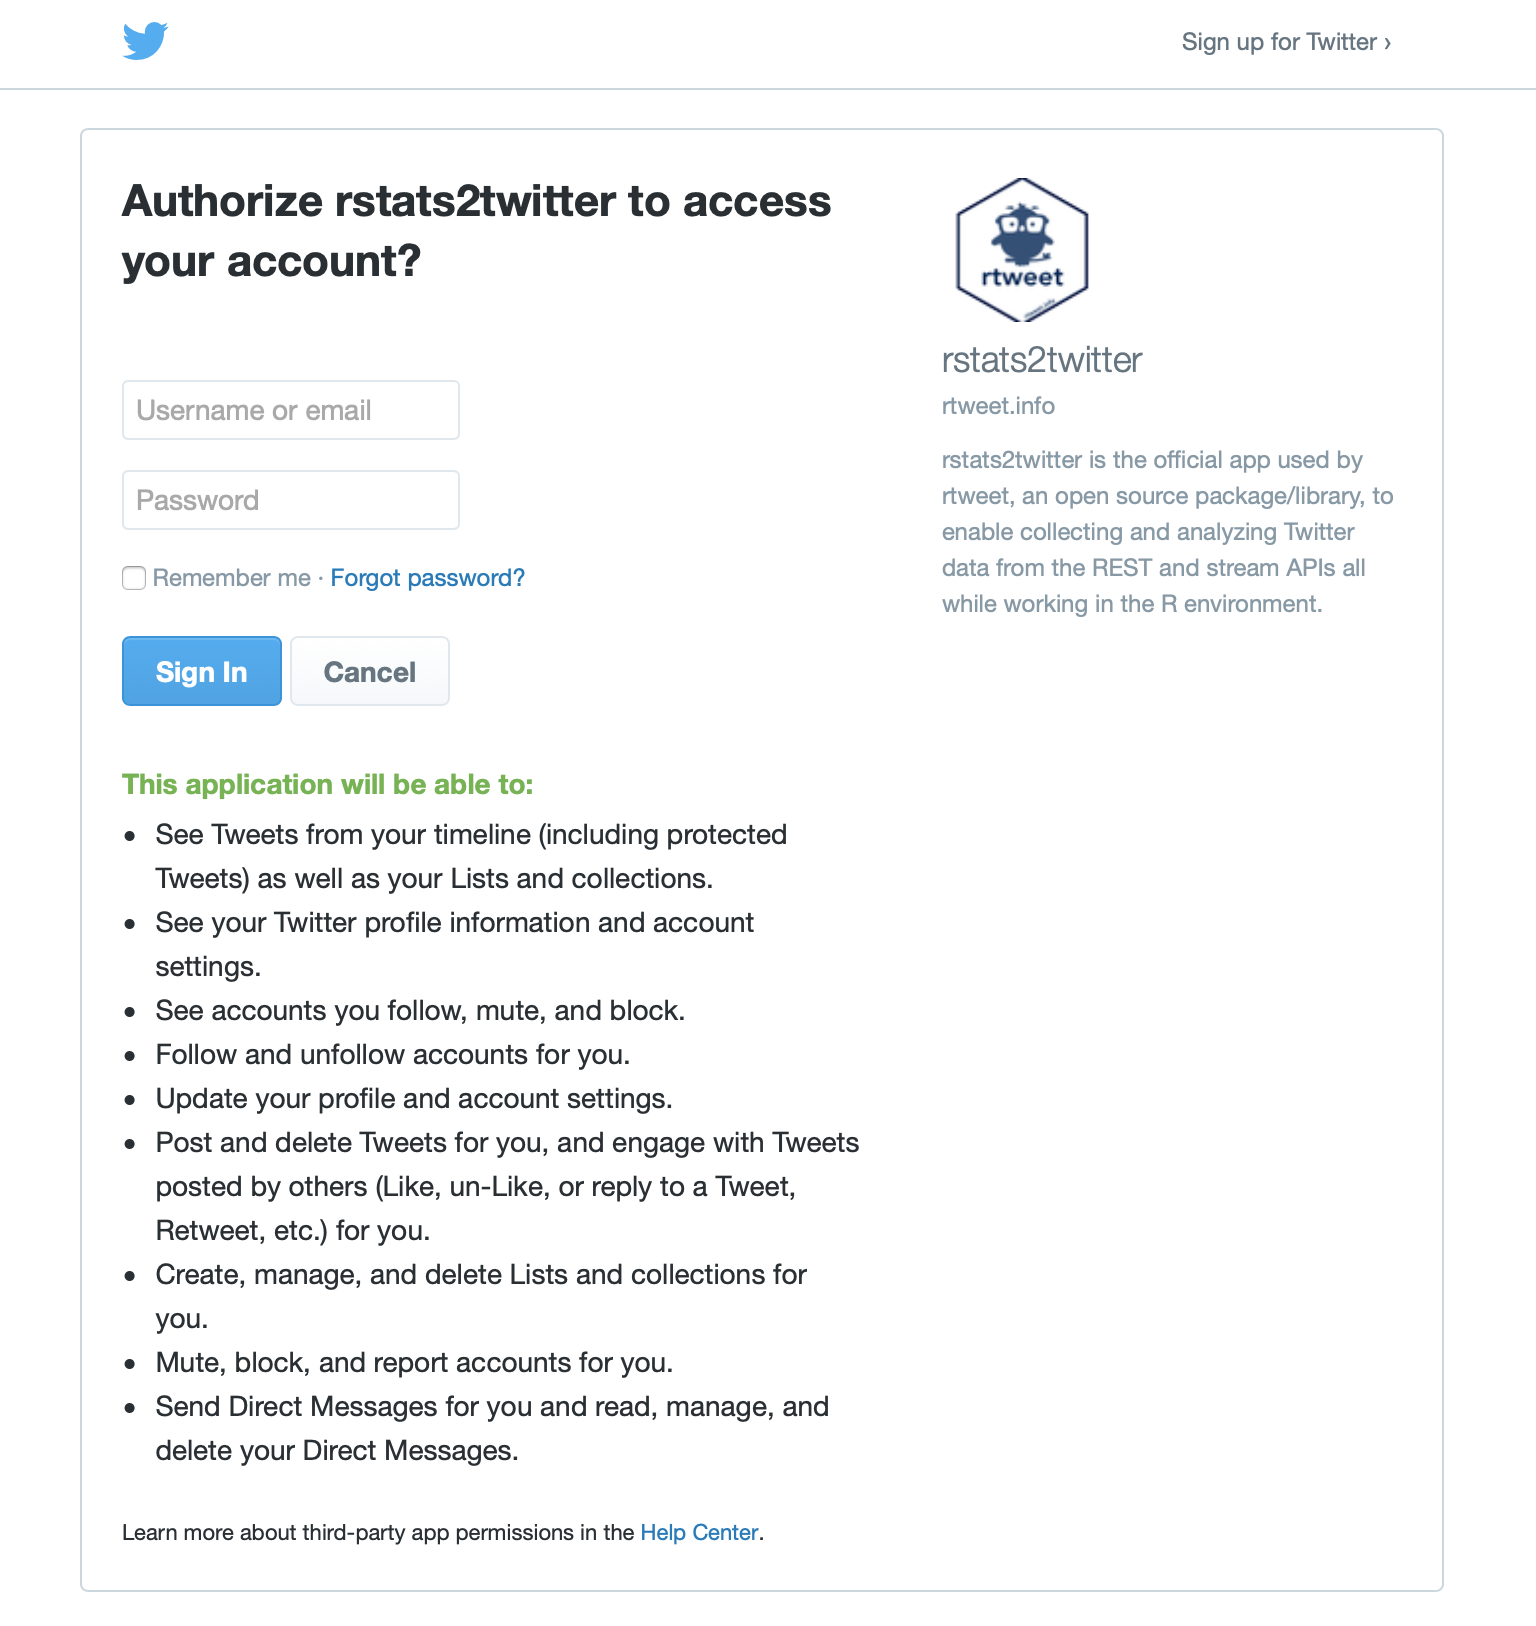 Sign up for Twitter ›
Authorize rstats2twitter to access
your account?
Username or email
Password
Remember me · Forgot password?
Sign In
Cancel
This application will be able to:
• See Tweets from your timeline (including protected
Tweets) as well as your Lists and collections.
• See your Twitter profile information and account
settings.
• See accounts you follow, mute, and block.
• Follow and unfollow accounts for you.
• Update your profile and account settings.
• Post and delete Tweets for you, and engage with Tweets
posted by others (Like, un-Like, or reply to a Tweet,
Retweet, etc.) for you.
• Create, manage, and delete Lists and collections for
you.
• Mute, block, and report accounts for you.
• Send Direct Messages for you and read, manage, and
delete your Direct Messages.
Learn more about third-party app permissions in the Help Center.
rtweet
rstats2twitter
rtweet.info
rstats2twitter is the official app used by
rtweet, an open source package/library, to
enable collecting and analyzing Twitter
data from the REST and stream APIs all
while working in the R environment.